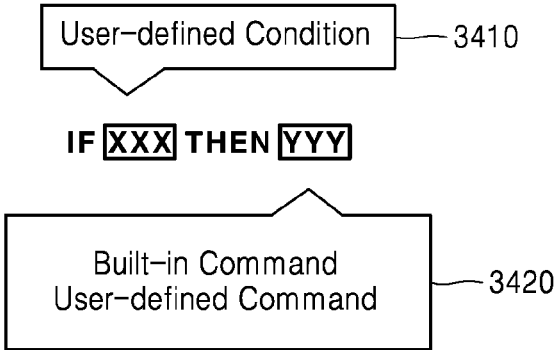 User-defined Condition
3410
IF XXX THEN YYY
Built-in Command
User-defined Command
3420